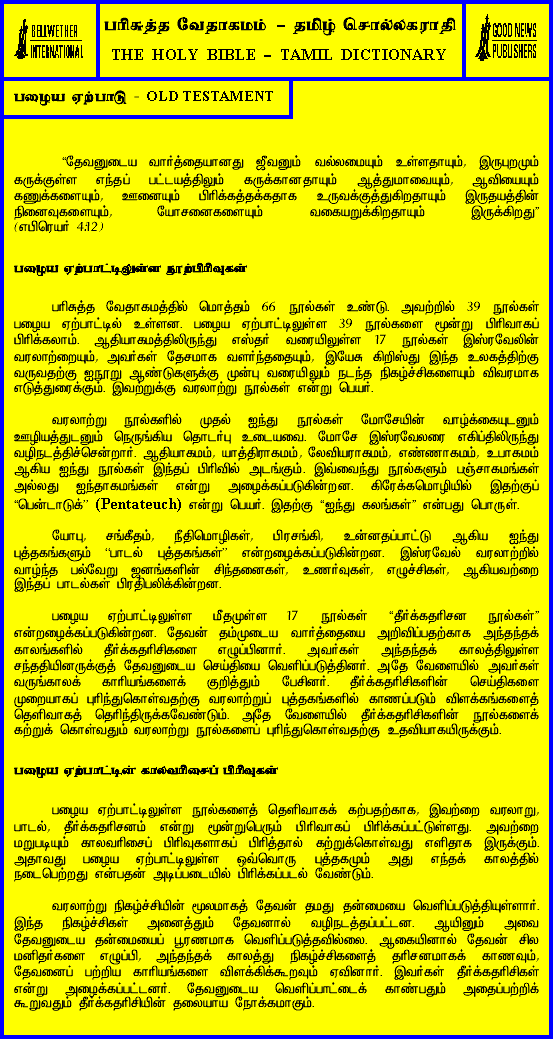 BELLWETHER
INTERNATIONAL
பரிசுத்த வேதாகமம் – தமிழ் சொல்லகராதி
THE HOLY BIBLE – TAMIL DICTIONARY
GOOD NEWS
PUBLISHERS
பழைய ஏற்பாடு – OLD TESTAMENT
“தேவனுடைய வார்த்தையானது ஜீவனும் வல்லமையும் உள்ளதாயும், இருபுறமும்
கருக்குள்ள எந்தப் பட்டயத்திலும் கருக்கானதாயும் ஆத்துமாவையும், ஆவியையும்
கணுக்களையும், ஊனையும் பிரிக்கத்தக்கதாக உருவக்குத்துகிறதாயும் இருதயத்தின்
நினைவுகளையும், யோசனைகளையும் வகையறுக்கிறதாயும் இருக்கிறது”
(எபிரெயர் 4:12)
பழைய ஏற்பாட்டிலுள்ள நூற்பிரிவுகள்
பரிசுத்த வேதாகமத்தில் மொத்தம் 66 நூல்கள் உண்டு. அவற்றில் 39 நூல்கள்
பழைய ஏற்பாட்டில் உள்ளன. பழைய ஏற்பாட்டிலுள்ள 39 நூல்களை மூன்று பிரிவாகப்
பிரிக்கலாம். ஆதியாகமத்திலிருந்து எஸ்தர் வரையிலுள்ள 17 நூல்கள் இஸ்ரவேலின்
வரலாற்றையும், அவர்கள் தேசமாக வளர்ந்ததையும், இயேசு கிறிஸ்து இந்த உலகத்திற்கு
வருவதற்கு ஐநூறு ஆண்டுகளுக்கு முன்பு வரையிலும் நடந்த நிகழ்ச்சிகளையும் விவரமாக
எடுத்துரைக்கும். இவற்றுக்கு வரலாற்று நூல்கள் என்று பெயர்.
வரலாற்று நூல்களில் முதல் ஐந்து நூல்கள் மோசேயின் வாழ்க்கையுடனும்
ஊழியத்துடனும் நெருங்கிய தொடர்பு உடையவை. மோசே இஸ்ரவேலரை எகிப்திலிருந்து
வழிநடத்திச்சென்றார். ஆதியாகமம், யாத்திராகமம், லேவியராகமம், எண்ணாகமம், உபாகமம்
ஆகிய ஐந்து நூல்கள் இந்தப் பிரிவில் அடங்கும். இவ்வைந்து நூல்களும் பஞ்சாகமங்கள்
அல்லது ஐந்தாகமங்கள் என்று அழைக்கப்படுகின்றன. கிரேக்கமொழியில் இதற்குப்
“பென்டாடுக்” (Pentateuch) என்று பெயர். இதற்கு “ஐந்து கலங்கள்” என்பது பொருள்.
யோபு, சங்கீதம், நீதிமொழிகள், பிரசங்கி, உன்னதப்பாட்டு ஆகிய ஐந்து
புத்தகங்களும் “பாடல் புத்தகங்கள்” என்றழைக்கப்படுகின்றன. இஸ்ரவேல் வரலாற்றில்
வாழ்ந்த பல்வேறு ஜனங்களின் சிந்தனைகள், உணர்வுகள், எழுச்சிகள், ஆகியவற்றை
இந்தப் பாடல்கள் பிரதிபலிக்கின்றன.
பழைய ஏற்பாட்டிலுள்ள மீதமுள்ள 17 நூல்கள் “தீர்க்கதரிசன நூல்கள்”
என்றழைக்கப்படுகின்றன. தேவன் தம்முடைய வார்த்தையை அறிவிப்பதற்காக அந்தந்தக்
காலங்களில் தீர்க்கதரிசிகளை எழுப்பினார். அவர்கள் அந்தந்தக் காலத்திலுள்ள
சந்ததியினருக்குத் தேவனுடைய செய்தியை வெளிப்படுத்தினர். அதே வேளையில் அவர்கள்
வருங்காலக் காரியங்களைக் குறித்தும் பேசினர். தீர்க்கதரிசிகளின் செய்திகளை
முறையாகப் புரிந்துகொள்வதற்கு வரலாற்றுப் புத்தகங்களில் காணப்படும் விளக்கங்களைத்
தெளிவாகத் தெரிந்திருக்கவேண்டும். அதே வேளையில் தீர்க்கதரிசிகளின் நூல்களைக்
கற்றுக் கொள்வதும் வரலாற்று நூல்களைப் புரிந்துகொள்வதற்கு உதவியாகயிருக்கும்.
பழைய ஏற்பாட்டின் காலவரிசைப் பிரிவுகள்
பழைய ஏற்பாட்டிலுள்ள நூல்களைத் தெளிவாகக் கற்பதற்காக, இவற்றை வரலாறு,
பாடல், தீர்க்கதரிசனம் என்று மூன்றுபெரும் பிரிவாகப் பிரிக்கப்பட்டுள்ளது. அவற்றை
மறுபடியும் காலவரிசைப் பிரிவுகளாகப் பிரித்தால் கற்றுக்கொள்வது எளிதாக இருக்கும்.
அதாவது பழைய ஏற்பாட்டிலுள்ள ஒவ்வொரு புத்தகமும் அது எந்தக் காலத்தில்
நடைபெற்றது என்பதன் அடிப்படையில் பிரிக்கப்படல் வேண்டும்.
வரலாற்று நிகழ்ச்சியின் மூலமாகத் தேவன் தமது தன்மையை வெளிப்படுத்தியுள்ளார்.
இந்த நிகழ்ச்சிகள் அனைத்தும் தேவனால் வழிநடத்தப்பட்டன. ஆயினும் அவை
தேவனுடைய தன்மையைப் பூரணமாக வெளிப்படுத்தவில்லை. ஆகையினால் தேவன் சில
மனிதர்களை எழுப்பி, அந்தந்தக் காலத்து நிகழ்ச்சிகளைத் தரிசனமாகக் காணவும்,
தேவனைப் பற்றிய காரியங்களை விளக்கிக்கூறவும் ஏவினார். இவர்கள் தீர்க்கதரிசிகள்
என்று அழைக்கப்பட்டனர். தேவனுடைய வெளிப்பாட்டைக் காண்பதும் அதைப்பற்றிக்
கூறுவதும் தீர்க்கதரிசியின் தலையாய நோக்கமாகும்.